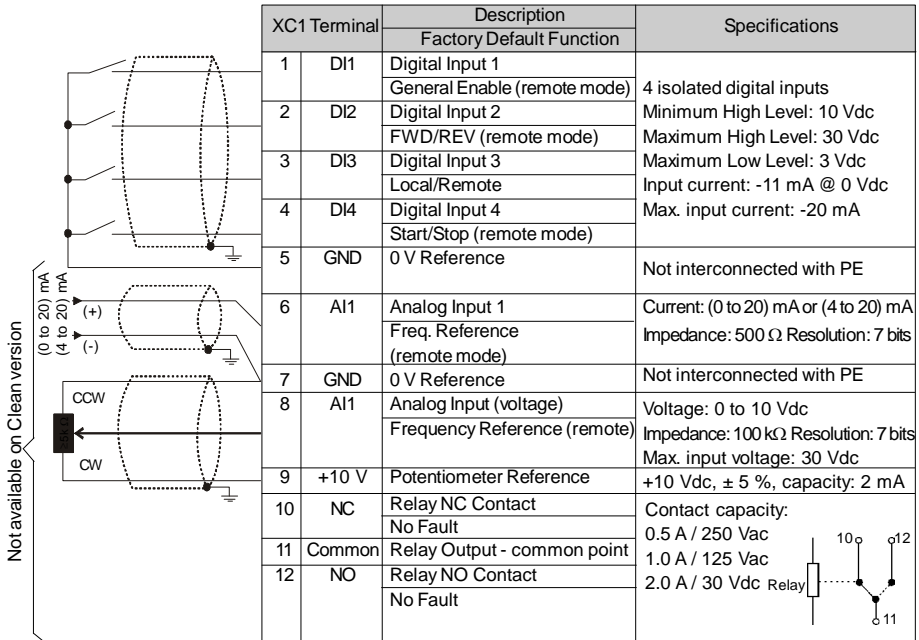 XC1 Terminal
Description
Factory Default Function
Specifications
1 DI1 Digital Input 1
General Enable (remote mode)
2 DI2 Digital Input 2
FWD/REV (remote mode)
3 DI3 Digital Input 3
Local/Remote
4 DI4 Digital Input 4
Start/Stop (remote mode)
4 isolated digital inputs
Minimum High Level: 10 Vdc
Maximum High Level: 30 Vdc
Maximum Low Level: 3 Vdc
Input current: -11 mA @ 0 Vdc
Max. input current: -20 mA
5 GND 0 V Reference
Not interconnected with PE
6 AI1 Analog Input 1
Freq. Reference
(remote mode)
Current: (0 to 20) mA or (4 to 20) mA
Impedance: 500 Ω Resolution: 7 bits
7 GND 0 V Reference
Not interconnected with PE
8 AI1 Analog Input (voltage)
Frequency Reference (remote)
Voltage: 0 to 10 Vdc
Impedance: 100 kΩ Resolution: 7 bits
Max. input voltage: 30 Vdc
9 +10 V Potentiometer Reference
+10 Vdc, ± 5 %, capacity: 2 mA
10 NC Relay NC Contact
No Fault
11 Common Relay Output - common point
12 NO Relay NO Contact
No Fault
Contact capacity:
0.5 A / 250 Vac
1.0 A / 125 Vac
2.0 A / 30 Vdc
Relay
10
12
11
Not available on Clean version
(0 to 20) mA
(4 to 20) mA
(+)
(-)
CCW
CW